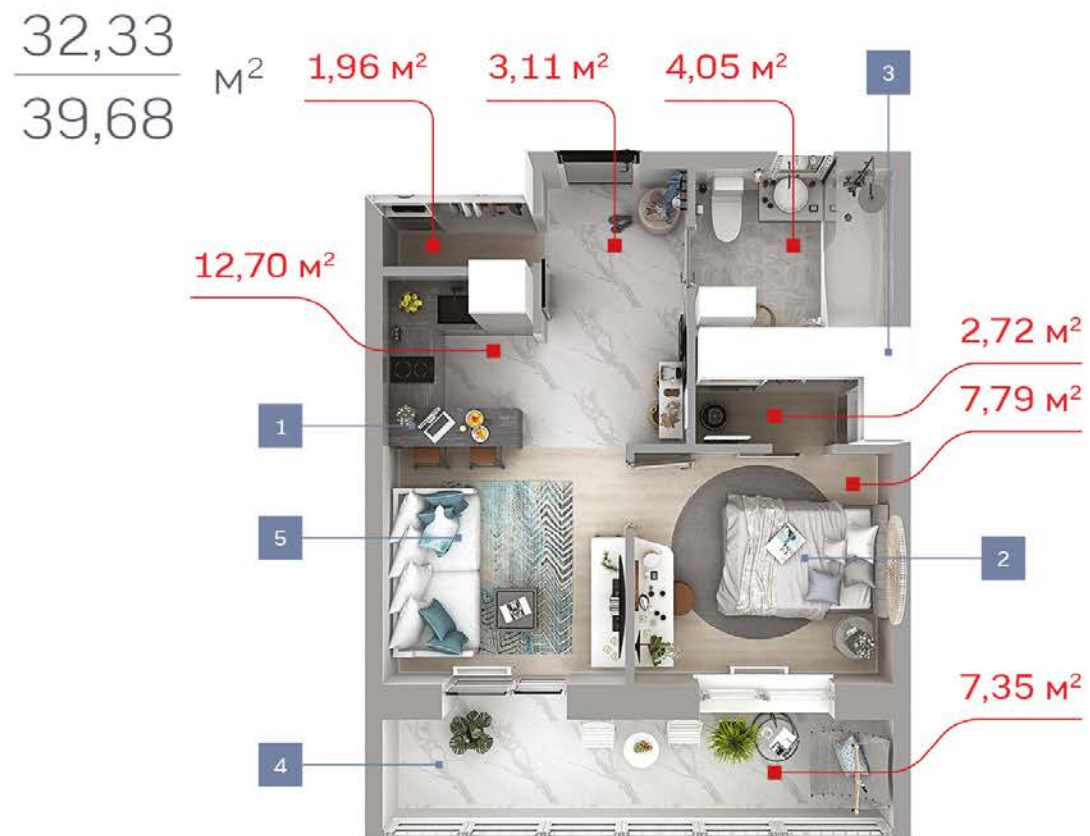 32,33
39,68
м²
1,96 м²
3,11 м²
4,05 м²
3
12,70 м²
2,72 м²
7,79 м²
1
5
2
7,35 м²
4